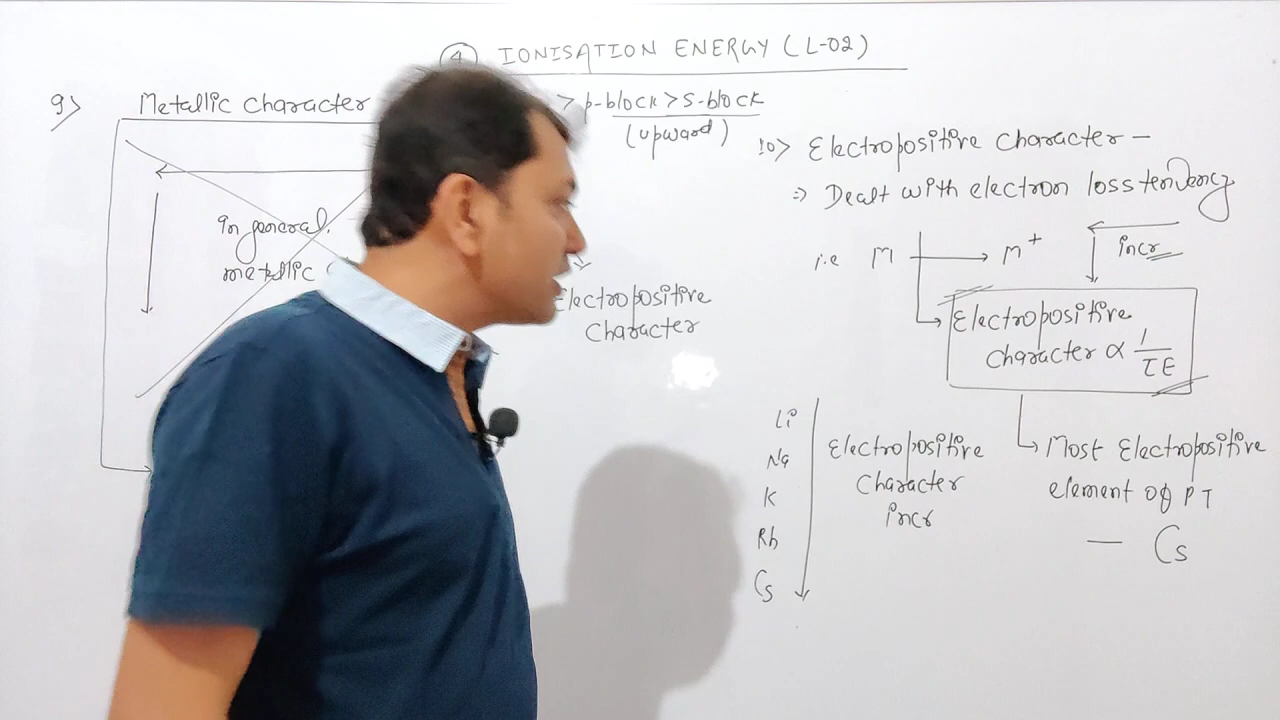 ④ IONISATION ENERGY (L-02)
9> Metallic Character
> p-block > s-block
(upward)
In general.
metallic
Electropositive
Character
10> Electropositive Character —
⇒ Dealt with electron loss tendency
i.e M → M⁺
incr
Electropositive
Character ∝ 1/IE
Li
Na
K
Rb
Cs
Electropositive
Character
incr
Most Electropositive
element of PT
— Cs